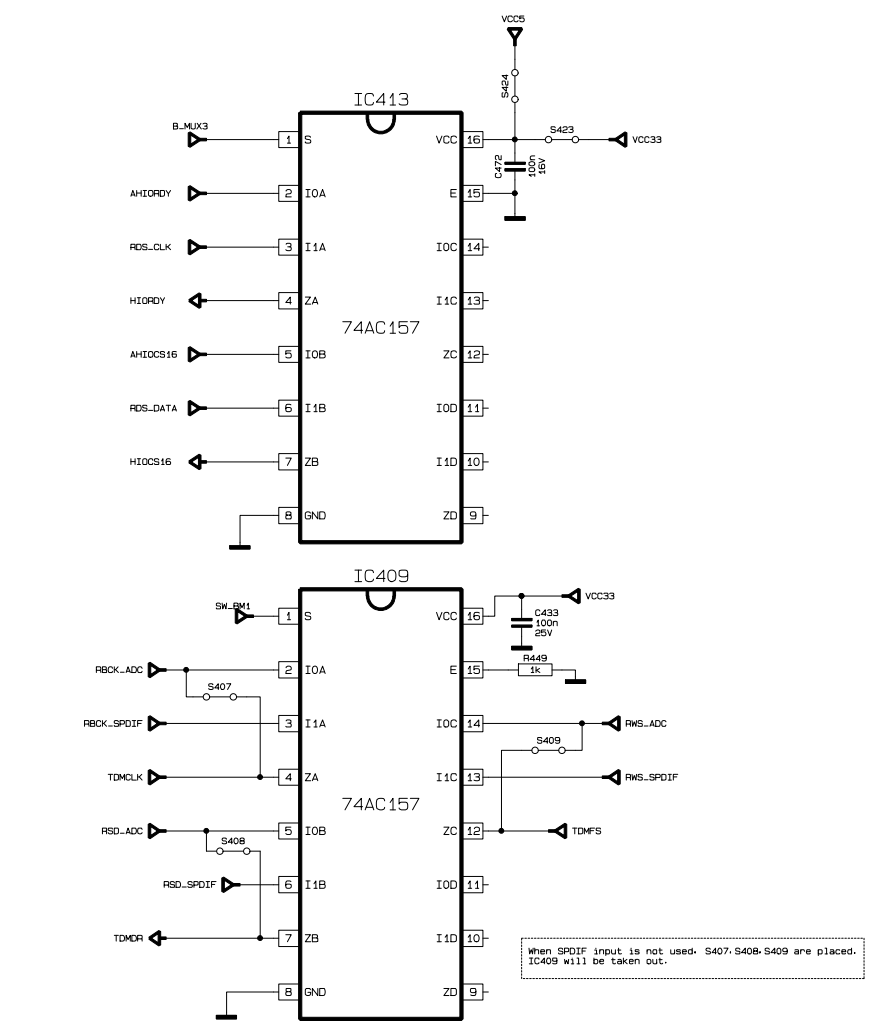 VCC5
S424
IC413
B_MUX3
1 S
VCC 16
S423
VCC33
C472
100n
16V
AHIORDY
2 I0A
E 15
RDS_CLK
3 I1A
I0C 14
HIORDY
4 ZA
I1C 13
74AC157
AHIOCS16
5 I0B
ZC 12
RDS_DATA
6 I1B
I0D 11
HIOCS16
7 ZB
I1D 10
8 GND
ZD 9
IC409
SW_BM1
1 S
VCC 16
VCC33
C433
100n
25V
RBCK_ADC
2 I0A
E 15
R449
1k
S407
RBCK_SPDIF
3 I1A
I0C 14
RWS_ADC
S409
TDMCLK
4 ZA
I1C 13
RWS_SPDIF
74AC157
RSD_ADC
5 I0B
ZC 12
TDMFS
S408
RSD_SPDIF
6 I1B
I0D 11
TDMDR
7 ZB
I1D 10
8 GND
ZD 9
When SPDIF input is not used. S407,S408,S409 are placed.
IC409 will be taken out.